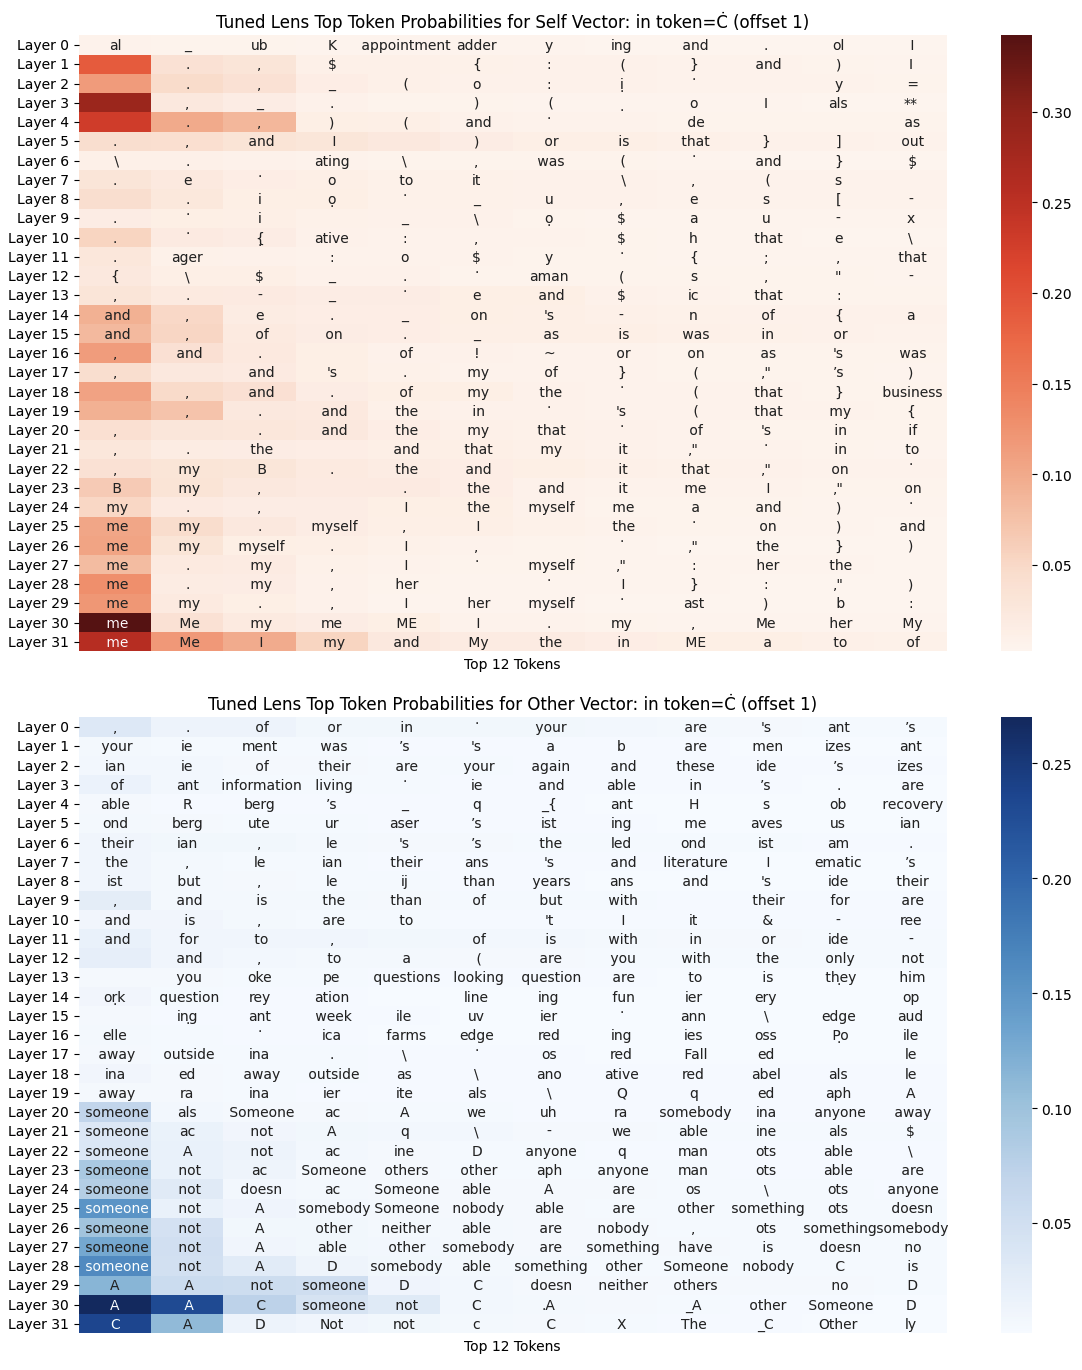 Tuned Lens Top Token Probabilities for Self Vector: in token=Ċ (offset 1)
Layer 0 al _ ub K appointment adder y ing and . ol I
Layer 1 . , $ { : ( } and ) I
Layer 2 . , _ ( o : i ˙ y =
Layer 3 , _ . ) ( o I als **
Layer 4 . , ) ( and ˙ de as
Layer 5 . , and I ) or is that } ] out
Layer 6 \ . ating \ , was ( ˙ and } $
Layer 7 . e ˙ o to it \ , ( s
Layer 8 . i o ˙ _ u , e s [ -
Layer 9 . ˙ i _ \ o $ a u - x
Layer 10 . ˙ { ative : , $ h that e \
Layer 11 . ager : o $ y ˙ { ; , that
Layer 12 { \ $ _ . ˙ aman ( s , " -
Layer 13 , . - _ ˙ e and $ ic that :
Layer 14 and , e . _ on 's - n of { a
Layer 15 and , of on . _ as is was in or
Layer 16 , and . of ! ~ or on as 's was
Layer 17 , and 's . my of } ( ," ’s )
Layer 18 , and . of my the ˙ ( that } business
Layer 19 , . and the in ˙ 's ( that my {
Layer 20 , . and the my that ˙ of 's in if
Layer 21 , . the and that my it ," ˙ in to
Layer 22 , my B . the and it that ," on ˙
Layer 23 B my , . the and it me I ," on
Layer 24 my . , I the myself me a and ) ˙
Layer 25 me my . myself , I the ˙ on ) and
Layer 26 me my myself . I , ˙ ," the } )
Layer 27 me . my , I ˙ myself ," : her the
Layer 28 me . my , her ˙ I } : ," )
Layer 29 me my . , I her myself ˙ ast ) b :
Layer 30 me Me my me ME I . my , Me her My
Layer 31 me Me I my and My the in ME a to of
Top 12 Tokens
0.30
0.25
0.20
0.15
0.10
0.05
Tuned Lens Top Token Probabilities for Other Vector: in token=Ċ (offset 1)
Layer 0 , . of or in ˙ your are 's ant ’s
Layer 1 your ie ment was ’s 's a b are men izes ant
Layer 2 ian ie of their are your again and these ide ’s izes
Layer 3 of ant information living ˙ ie and able in ’s . are
Layer 4 able R berg ’s _ q _{ ant H s ob recovery
Layer 5 ond berg ute ur aser ’s ist ing me aves us ian
Layer 6 their ian , le 's ’s the led ond ist am .
Layer 7 the , le ian their ans 's and literature I ematic ’s
Layer 8 ist but , le ij than years ans and 's ide their
Layer 9 , and is the than of but with their for are
Layer 10 and is , are to 't I it & - ree
Layer 11 and for to , of is with in or ide -
Layer 12 and , to a ( are you with the only not
Layer 13 you oke pe questions looking question are to is they him
Layer 14 ork question rey ation line ing fun ier ery op
Layer 15 ing ant week ile uv ier ˙ ann \ edge aud
Layer 16 elle ˙ ica farms edge red ing ies oss Po ile
Layer 17 away outside ina . \ ˙ os red Fall ed ˙ le
Layer 18 ina ed away outside as \ ano ative red abel als le
Layer 19 away ra ina ier ite als \ Q q ed aph A
Layer 20 someone als Someone ac A we uh ra somebody ina anyone away
Layer 21 someone ac not A q \ - we able ine als $
Layer 22 someone A not ac ine D anyone q man ots able \
Layer 23 someone not ac Someone others other aph anyone man ots able are
Layer 24 someone not doesn ac Someone able A are os \ ots anyone
Layer 25 someone not A somebody Someone nobody able are other something ots doesn
Layer 26 someone not A other neither able are nobody , ots something somebody
Layer 27 someone not A able other somebody are something have is doesn no
Layer 28 someone not A D somebody able something other Someone nobody C is
Layer 29 A A not someone D C doesn neither others no D
Layer 30 A A C someone not C .A _A other Someone D
Layer 31 C A D Not not c C X The _C Other ly
Top 12 Tokens
0.25
0.20
0.15
0.10
0.05